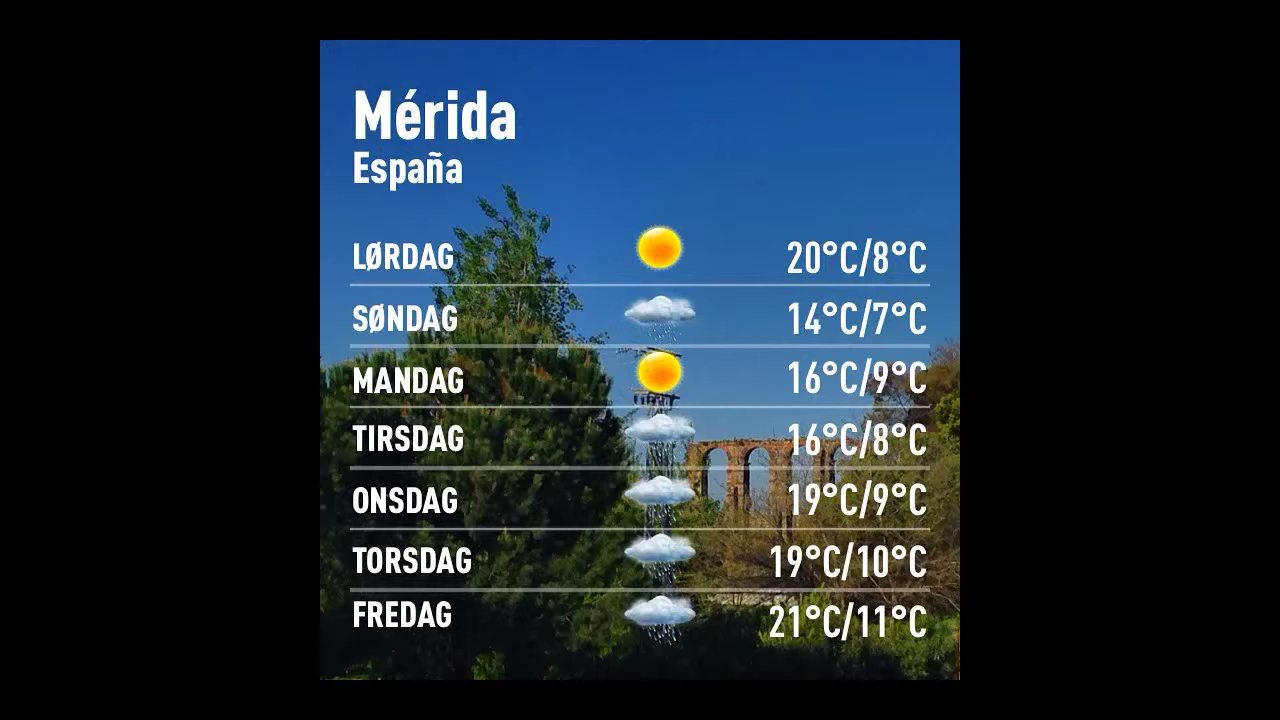 Mérida
España
LØRDAG 20°C/8°C
SØNDAG 14°C/7°C
MANDAG 16°C/9°C
TIRSDAG 16°C/8°C
ONSDAG 19°C/9°C
TORSDAG 19°C/10°C
FREDAG 21°C/11°C